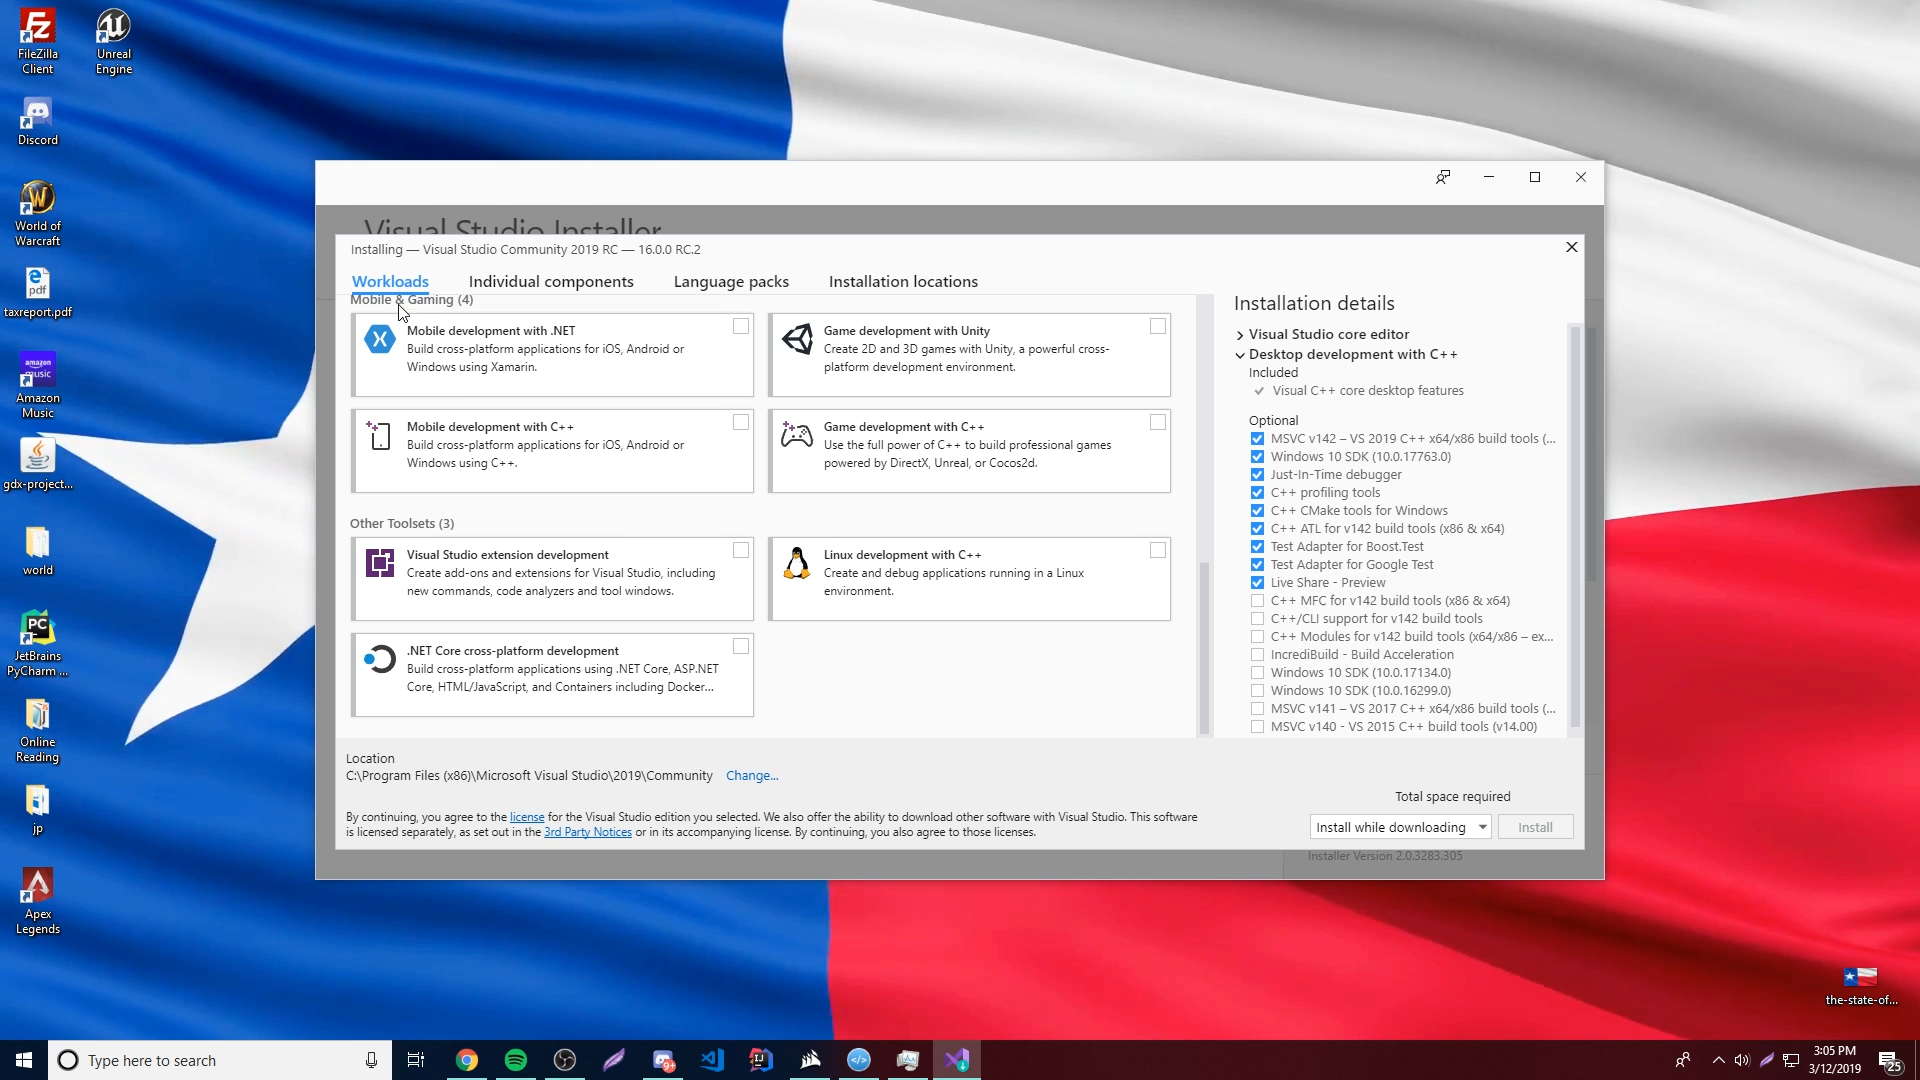 FileZilla
Client
Unreal
Engine
Discord
World of
Warcraft
pdf
taxreport.pdf
amazon
music
Amazon
Music
gdx-project...
world
PC
JetBrains
PyCharm ...
Online
Reading
jp
Apex
Legends
the-state-of...
Visual Studio Installer
Installing — Visual Studio Community 2019 RC — 16.0.0 RC.2
Workloads
Individual components
Language packs
Installation locations
Mobile & Gaming (4)
Mobile development with .NET
Build cross-platform applications for iOS, Android or
Windows using Xamarin.
Game development with Unity
Create 2D and 3D games with Unity, a powerful cross-
platform development environment.
Mobile development with C++
Build cross-platform applications for iOS, Android or
Windows using C++.
Game development with C++
Use the full power of C++ to build professional games
powered by DirectX, Unreal, or Cocos2d.
Other Toolsets (3)
Visual Studio extension development
Create add-ons and extensions for Visual Studio, including
new commands, code analyzers and tool windows.
Linux development with C++
Create and debug applications running in a Linux
environment.
.NET Core cross-platform development
Build cross-platform applications using .NET Core, ASP.NET
Core, HTML/JavaScript, and Containers including Docker...
Installation details
Visual Studio core editor
Desktop development with C++
Included
Visual C++ core desktop features
Optional
MSVC v142 – VS 2019 C++ x64/x86 build tools (...
Windows 10 SDK (10.0.17763.0)
Just-In-Time debugger
C++ profiling tools
C++ CMake tools for Windows
C++ ATL for v142 build tools (x86 & x64)
Test Adapter for Boost.Test
Test Adapter for Google Test
Live Share - Preview
C++ MFC for v142 build tools (x86 & x64)
C++/CLI support for v142 build tools
C++ Modules for v142 build tools (x64/x86 – ex...
IncrediBuild - Build Acceleration
Windows 10 SDK (10.0.17134.0)
Windows 10 SDK (10.0.16299.0)
MSVC v141 – VS 2017 C++ x64/x86 build tools (...
MSVC v140 - VS 2015 C++ build tools (v14.00)
Location
C:\Program Files (x86)\Microsoft Visual Studio\2019\Community Change...
By continuing, you agree to the license for the Visual Studio edition you selected. We also offer the ability to download other software with Visual Studio. This software
is licensed separately, as set out in the 3rd Party Notices or in its accompanying license. By continuing, you also agree to those licenses.
Total space required
Install while downloading
Install
Installer Version 2.0.3283.305
Type here to search
9+
3:05 PM
3/12/2019
25